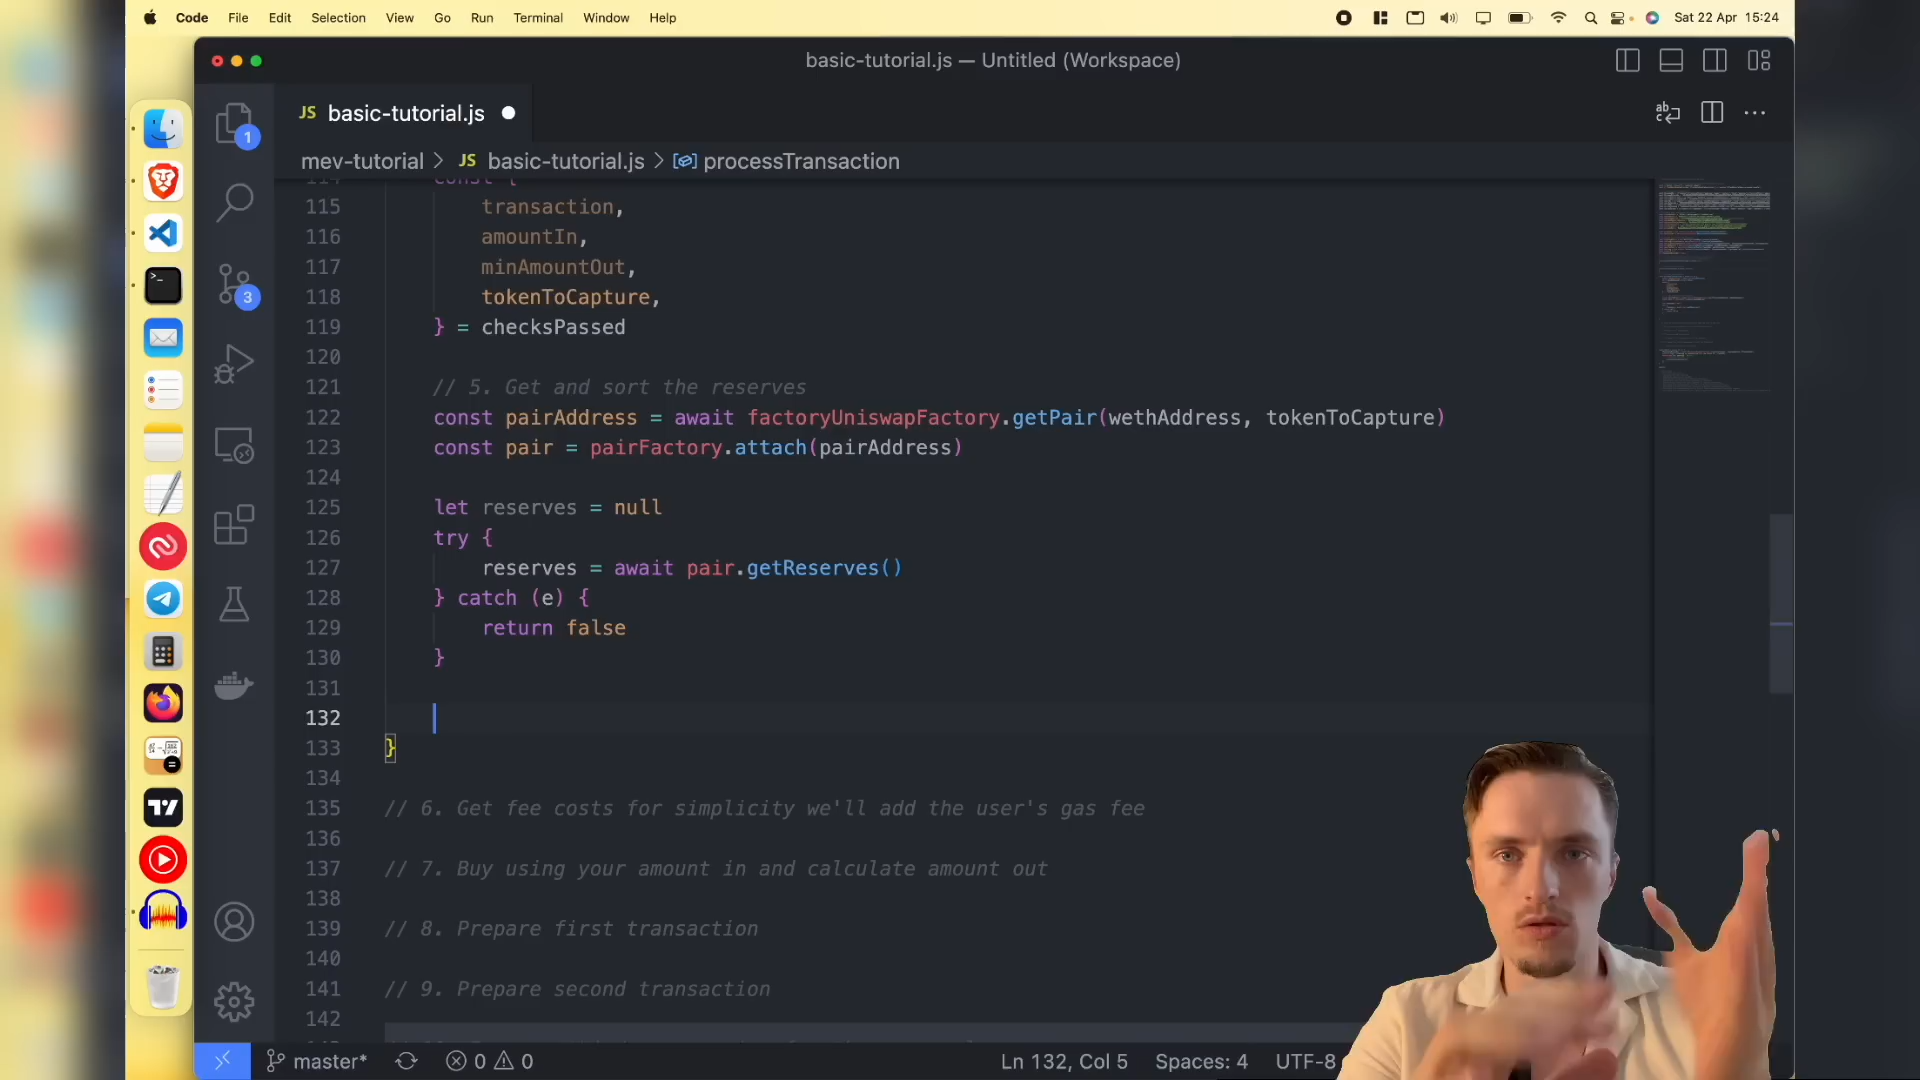 Code File Edit Selection View Go Run Terminal Window Help Sat 22 Apr 15:24
basic-tutorial.js — Untitled (Workspace)
JS basic-tutorial.js
mev-tutorial > JS basic-tutorial.js > processTransaction
114 const {
115 transaction,
116 amountIn,
117 minAmountOut,
118 tokenToCapture,
119 } = checksPassed
120
121 // 5. Get and sort the reserves
122 const pairAddress = await factoryUniswapFactory.getPair(wethAddress, tokenToCapture)
123 const pair = pairFactory.attach(pairAddress)
124
125 let reserves = null
126 try {
127 reserves = await pair.getReserves()
128 } catch (e) {
129 return false
130 }
131
132
133 }
134
135 // 6. Get fee costs for simplicity we'll add the user's gas fee
136
137 // 7. Buy using your amount in and calculate amount out
138
139 // 8. Prepare first transaction
140
141 // 9. Prepare second transaction
142
1
3
master* 0 0 Ln 132, Col 5 Spaces: 4 UTF-8